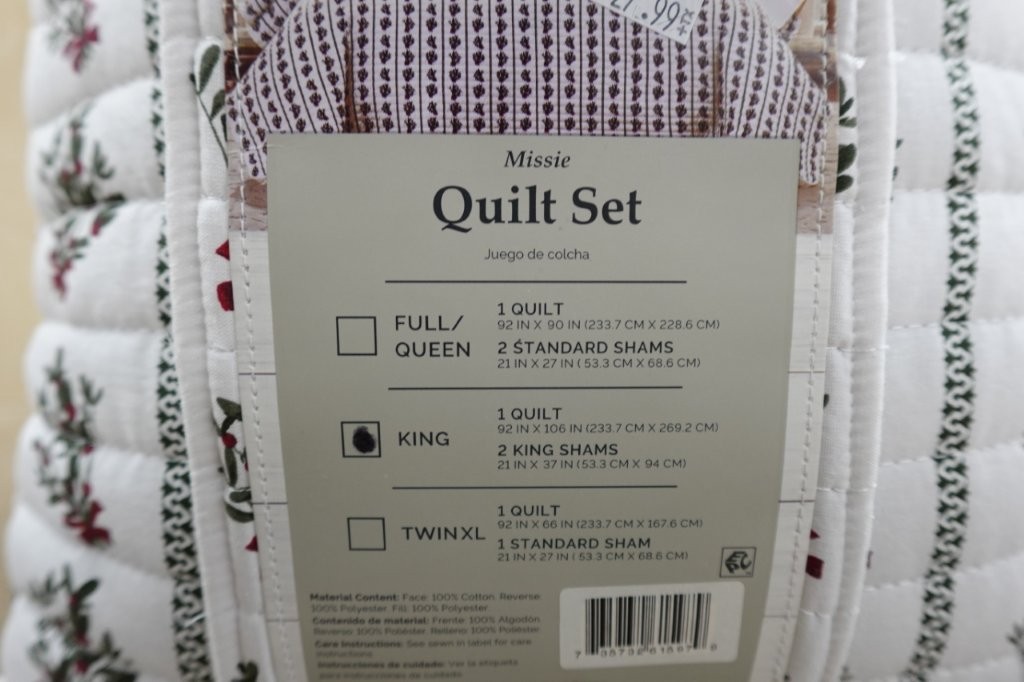 Missie
Quilt Set
Juego de colcha
FULL/
QUEEN
1 QUILT
92 IN X 90 IN (233.7 CM X 228.6 CM)
2 STANDARD SHAMS
21 IN X 27 IN ( 53.3 CM X 68.6 CM)
KING
1 QUILT
92 IN X 106 IN (233.7 CM X 269.2 CM)
2 KING SHAMS
21 IN X 37 IN (53.3 CM X 94 CM)
TWIN XL
1 QUILT
92 IN X 66 IN (233.7 CM X 167.6 CM)
1 STANDARD SHAM
21 IN X 27 IN ( 53.3 CM X 68.6 CM)
Material Content: Face: 100% Cotton. Reverse:
100% Polyester. Fill: 100% Polyester.
Contenido de material: Frente: 100% Algodón.
Reverso: 100% Poliéster. Relleno: 100% Poliéster.
Care Instructions: See sewn in label for care
instructions.
Instrucciones de cuidado: Ver la etiqueta
para instrucciones de cuidado.